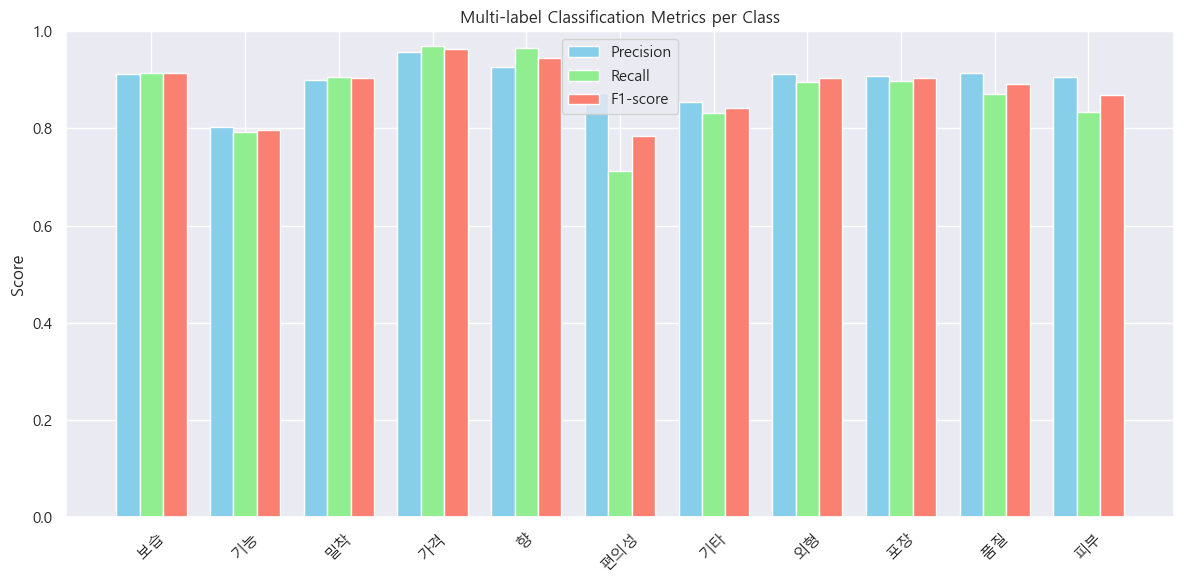 Multi-label Classification Metrics per Class
Precision
Recall
F1-score
Score
1.0
0.8
0.6
0.4
0.2
0.0
보습
기능
밀착
가격
향
편의성
기타
외형
포장
품질
피부